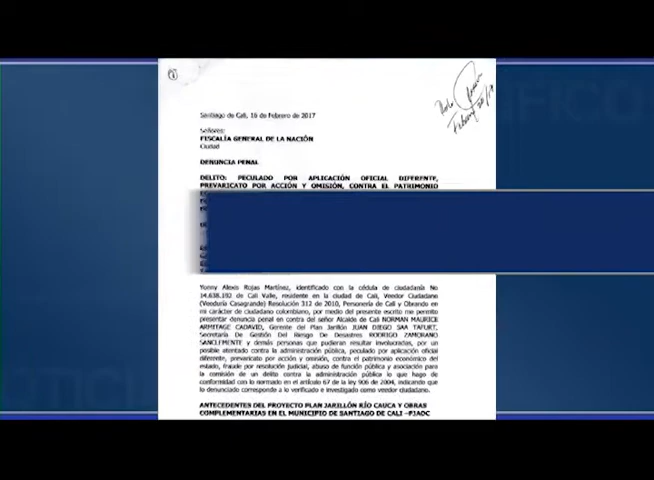 Santiago de Cali, 16 de Febrero de 2017
Señores:
FISCALÍA GENERAL DE LA NACIÓN
Ciudad
DENUNCIA PENAL
DELITO: PECULADO POR APLICACIÓN OFICIAL DIFERENTE,
PREVARICATO POR ACCIÓN Y OMISIÓN, CONTRA EL PATRIMONIO
Yonny Alexis Rojas Martínez, identificado con la cédula de ciudadanía No
14.638.192 de Cali Valle, residente en la ciudad de Cali, Veedor Ciudadano
(Veeduría Casagrande) Resolución 312 de 2010, Personería de Cali y Obrando en
mi carácter de ciudadano colombiano, por medio del presente escrito me permito
presentar denuncia penal en contra del señor Alcalde de Cali NORMAN MAURICE
ARMITAGE CADAVID, Gerente del Plan Jarillón JUAN DIEGO SAA TAFURT,
Secretaría De Gestión Del Riesgo De Desastres RODRIGO ZAMORANO
SANCLEMENTE y demás personas que pudieran resultar involucradas, por un
posible atentado contra la administración pública, peculado por aplicación oficial
diferente, prevaricato por acción y omisión, contra el patrimonio económico del
estado, fraude por resolución judicial, abuso de función pública y asociación para
la comisión de un delito contra la administración pública lo que hago de
conformidad con lo normado en el artículo 67 de la ley 906 de 2004, indicando que
lo denunciado corresponde a lo verificado e investigado como veedor ciudadano.
ANTECEDENTES DEL PROYECTO PLAN JARILLÓN RÍO CAUCA Y OBRAS
COMPLEMENTARIAS EN EL MUNICIPIO DE SANTIAGO DE CALI -PJAOC